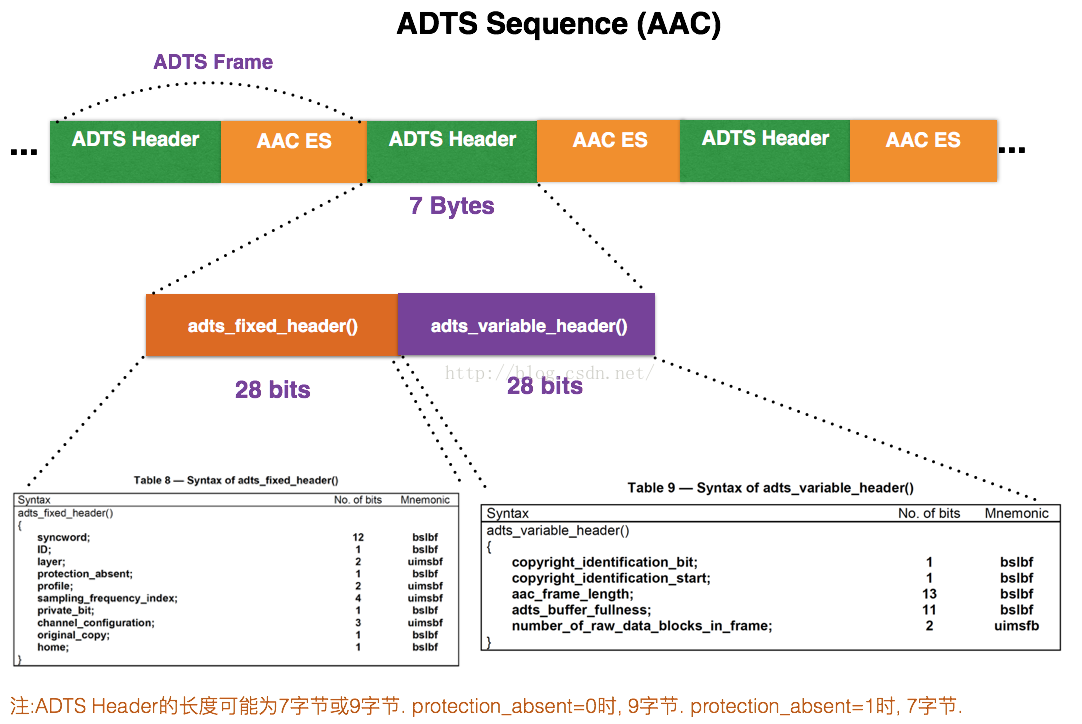 ADTS Sequence (AAC)
ADTS Frame
... ADTS Header AAC ES ADTS Header AAC ES ADTS Header AAC ES ...
7 Bytes
adts_fixed_header() adts_variable_header()
http://blog.csdn.net/
28 bits 28 bits
Table 8 — Syntax of adts_fixed_header()
Syntax No. of bits Mnemonic
adts_fixed_header()
{
syncword; 12 bslbf
ID; 1 bslbf
layer; 2 uimsbf
protection_absent; 1 bslbf
profile; 2 uimsbf
sampling_frequency_index; 4 uimsbf
private_bit; 1 bslbf
channel_configuration; 3 uimsbf
original_copy; 1 bslbf
home; 1 bslbf
}
Table 9 — Syntax of adts_variable_header()
Syntax No. of bits Mnemonic
adts_variable_header()
{
copyright_identification_bit; 1 bslbf
copyright_identification_start; 1 bslbf
aac_frame_length; 13 bslbf
adts_buffer_fullness; 11 bslbf
number_of_raw_data_blocks_in_frame; 2 uimsfb
}
注:ADTS Header的长度可能为7字节或9字节. protection_absent=0时, 9字节. protection_absent=1时, 7字节.